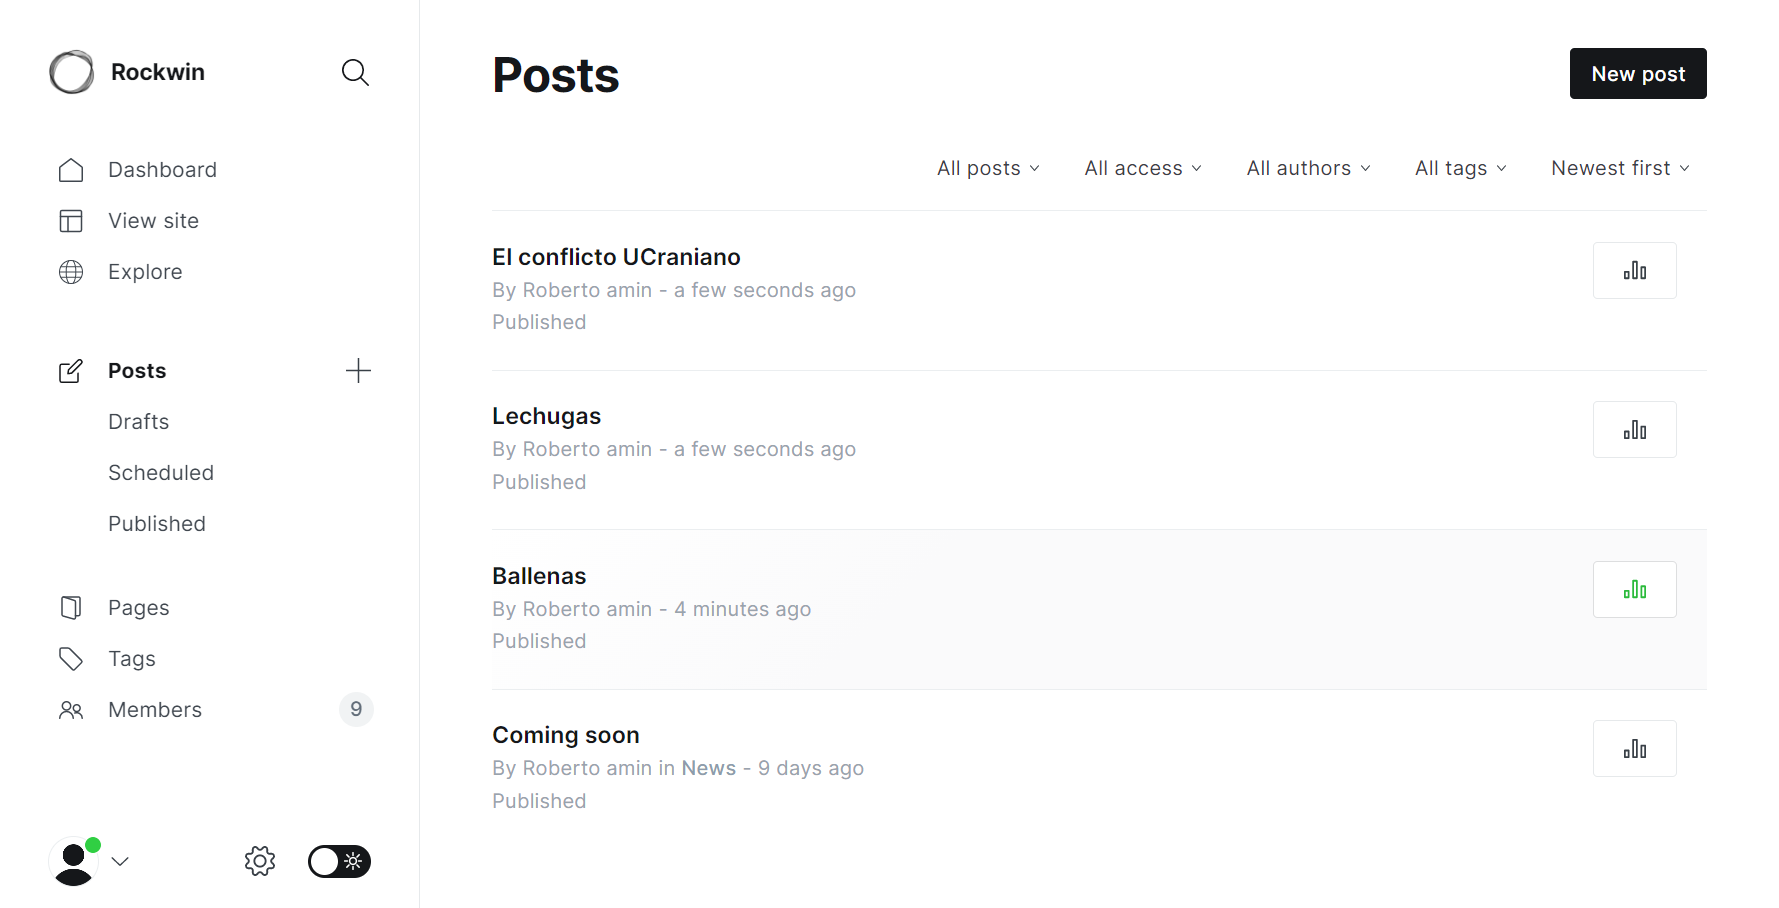 Rockwin
Dashboard
View site
Explore
Posts
Drafts
Scheduled
Published
Pages
Tags
Members 9
Posts
New post
All posts All access All authors All tags Newest first
El conflicto UCraniano
By Roberto amin - a few seconds ago
Published
Lechugas
By Roberto amin - a few seconds ago
Published
Ballenas
By Roberto amin - 4 minutes ago
Published
Coming soon
By Roberto amin in News - 9 days ago
Published